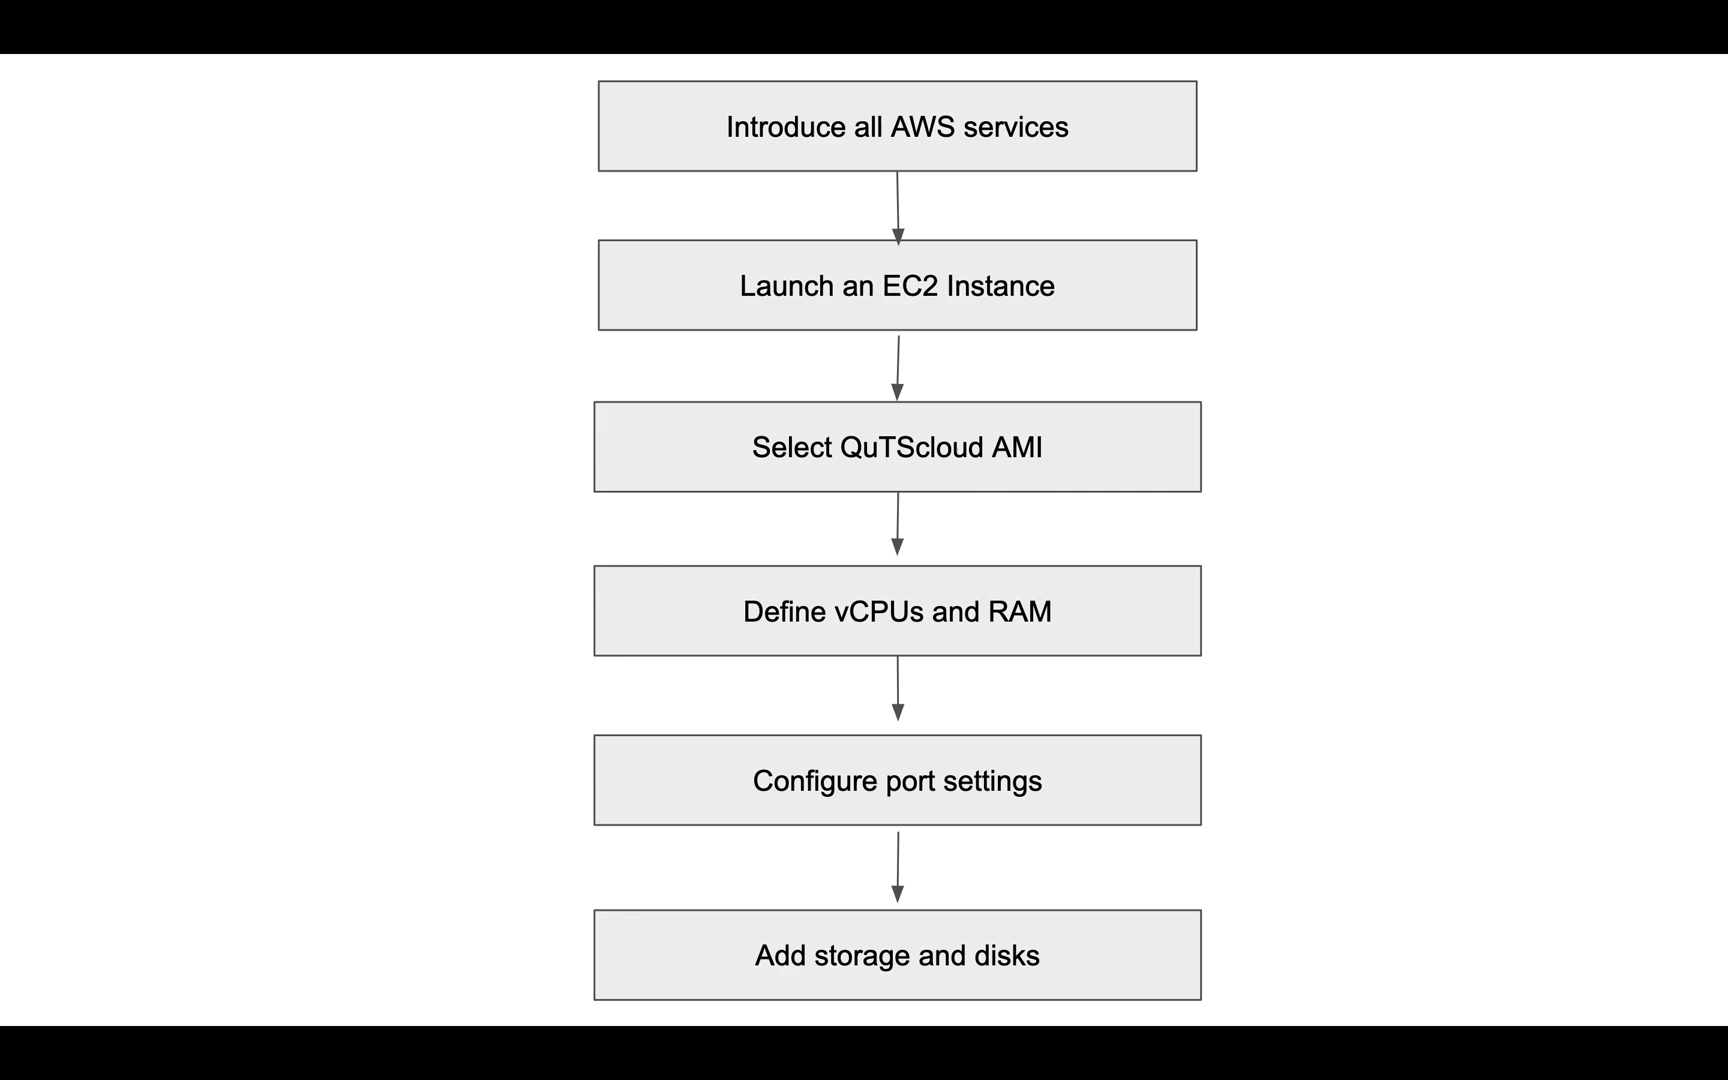 Introduce all AWS services
Launch an EC2 Instance
Select QuTScloud AMI
Define vCPUs and RAM
Configure port settings
Add storage and disks